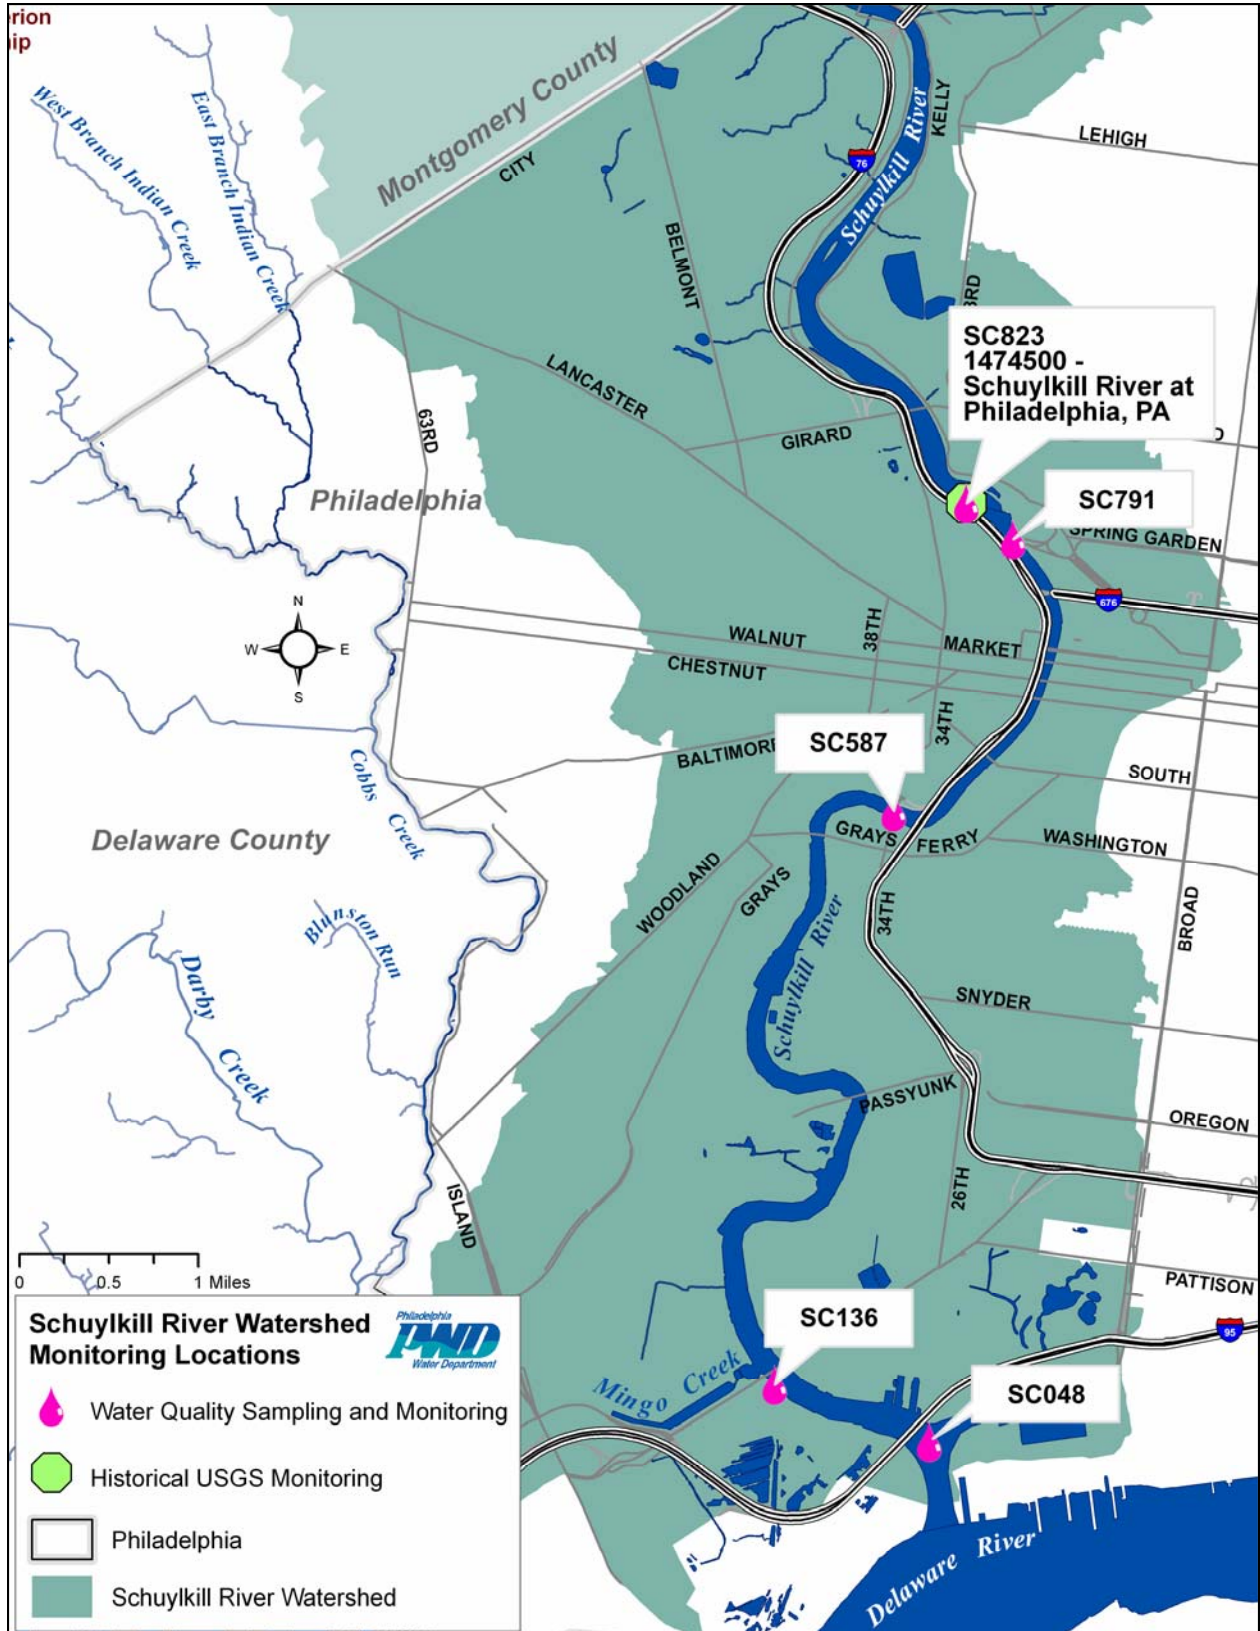 erion
ip
West Branch Indian Creek
East Branch Indian Creek
Montgomery County
CITY
Schuylkill River
KELLY
76
LEHIGH
BELMONT
3RD
SC823
1474500 -
Schuylkill River at
Philadelphia, PA
LANCASTER
63RD
GIRARD
D
Philadelphia
SC791
SPRING GARDEN
676
N
W
E
S
WALNUT
38TH
MARKET
CHESTNUT
34TH
BALTIMORE
SC587
SOUTH
Cobbs Creek
Delaware County
GRAYS FERRY
WASHINGTON
WOODLAND
GRAYS
34TH
BROAD
Blunston Run
Darby Creek
Schuylkill River
SNYDER
PASSYUNK
OREGON
ISLAND
26TH
0 0.5 1 Miles
PATTISON
95
SC136
Mingo Creek
SC048
Delaware River
Schuylkill River Watershed
Monitoring Locations
Philadelphia
PWD
Water Department
Water Quality Sampling and Monitoring
Historical USGS Monitoring
Philadelphia
Schuylkill River Watershed